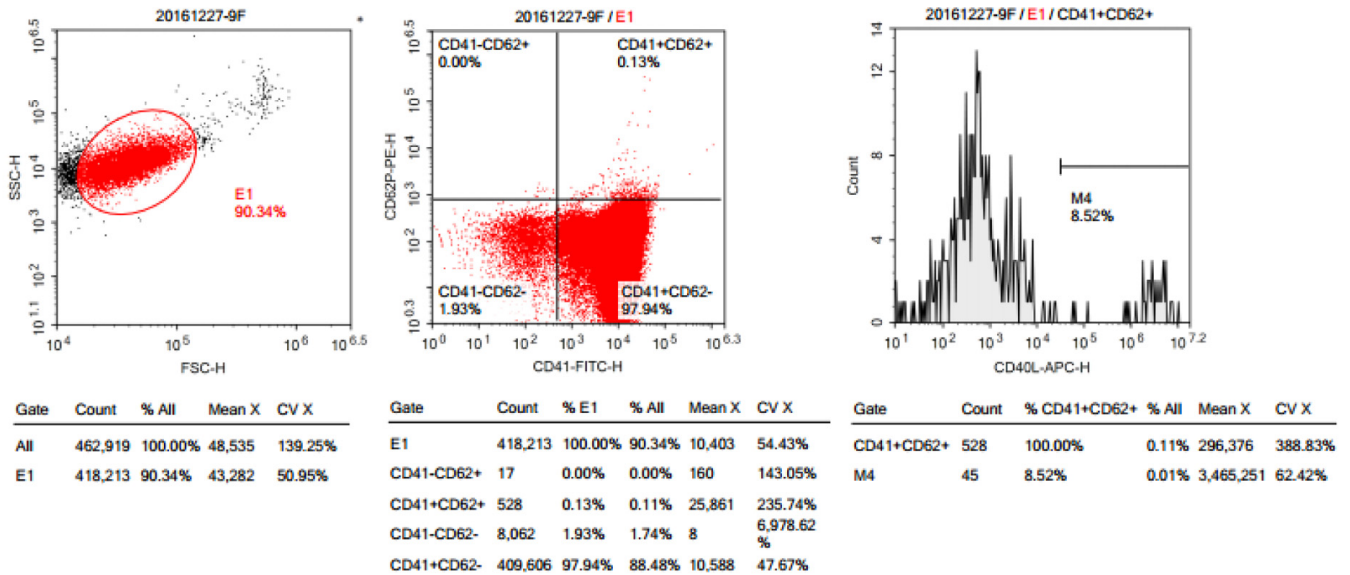 20161227-9F
*
SSC-H
10^6.5
10^5
10^4
10^3
10^2
10^1.1
E1
90.34%
10^4 10^5 10^6 10^6.5
FSC-H
20161227-9F / E1
CD62P-PE-H
10^6.5
10^5
10^4
10^3
10^2
10^0.3
CD41-CD62+
0.00%
CD41+CD62+
0.13%
CD41-CD62-
1.93%
CD41+CD62-
97.94%
10^0 10^1 10^2 10^3 10^4 10^5 10^6.3
CD41-FITC-H
20161227-9F / E1 / CD41+CD62+
Count
14
12
8
4
0
M4
8.52%
10^1 10^2 10^3 10^4 10^5 10^6 10^7.2
CD40L-APC-H
Gate Count % All Mean X CV X
All 462,919 100.00% 48,535 139.25%
E1 418,213 90.34% 43,282 50.95%
Gate Count % E1 % All Mean X CV X
E1 418,213 100.00% 90.34% 10,403 54.43%
CD41-CD62+ 17 0.00% 0.00% 160 143.05%
CD41+CD62+ 528 0.13% 0.11% 25,861 235.74%
CD41-CD62- 8,062 1.93% 1.74% 8 6,978.62
%
CD41+CD62- 409,606 97.94% 88.48% 10,588 47.67%
Gate Count % CD41+CD62+ % All Mean X CV X
CD41+CD62+ 528 100.00% 0.11% 296,376 388.83%
M4 45 8.52% 0.01% 3,465,251 62.42%